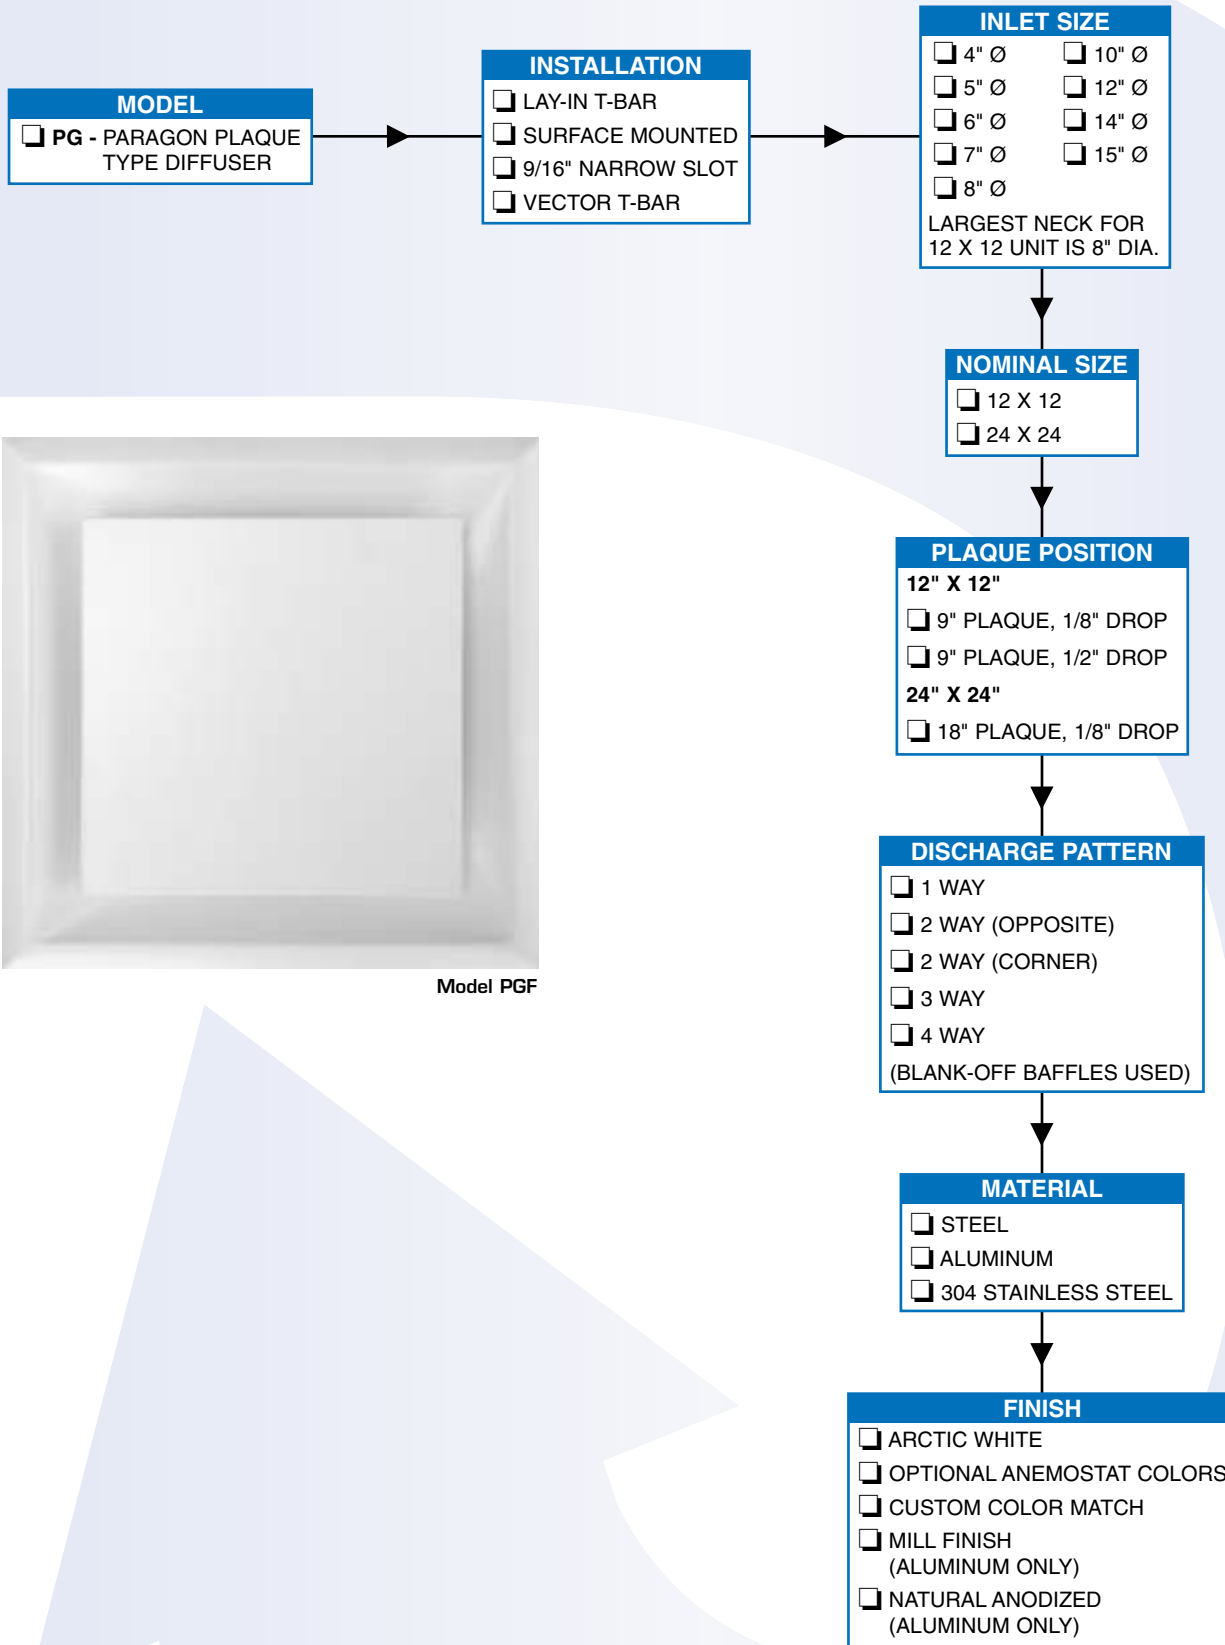 MODEL
PG - PARAGON PLAQUE
TYPE DIFFUSER
INSTALLATION
LAY-IN T-BAR
SURFACE MOUNTED
9/16" NARROW SLOT
VECTOR T-BAR
INLET SIZE
4" Ø 10" Ø
5" Ø 12" Ø
6" Ø 14" Ø
7" Ø 15" Ø
8" Ø
LARGEST NECK FOR
12 X 12 UNIT IS 8" DIA.
NOMINAL SIZE
12 X 12
24 X 24
PLAQUE POSITION
12" X 12"
9" PLAQUE, 1/8" DROP
9" PLAQUE, 1/2" DROP
24" X 24"
18" PLAQUE, 1/8" DROP
DISCHARGE PATTERN
1 WAY
2 WAY (OPPOSITE)
2 WAY (CORNER)
3 WAY
4 WAY
(BLANK-OFF BAFFLES USED)
Model PGF
MATERIAL
STEEL
ALUMINUM
304 STAINLESS STEEL
FINISH
ARCTIC WHITE
OPTIONAL ANEMOSTAT COLORS
CUSTOM COLOR MATCH
MILL FINISH
(ALUMINUM ONLY)
NATURAL ANODIZED
(ALUMINUM ONLY)